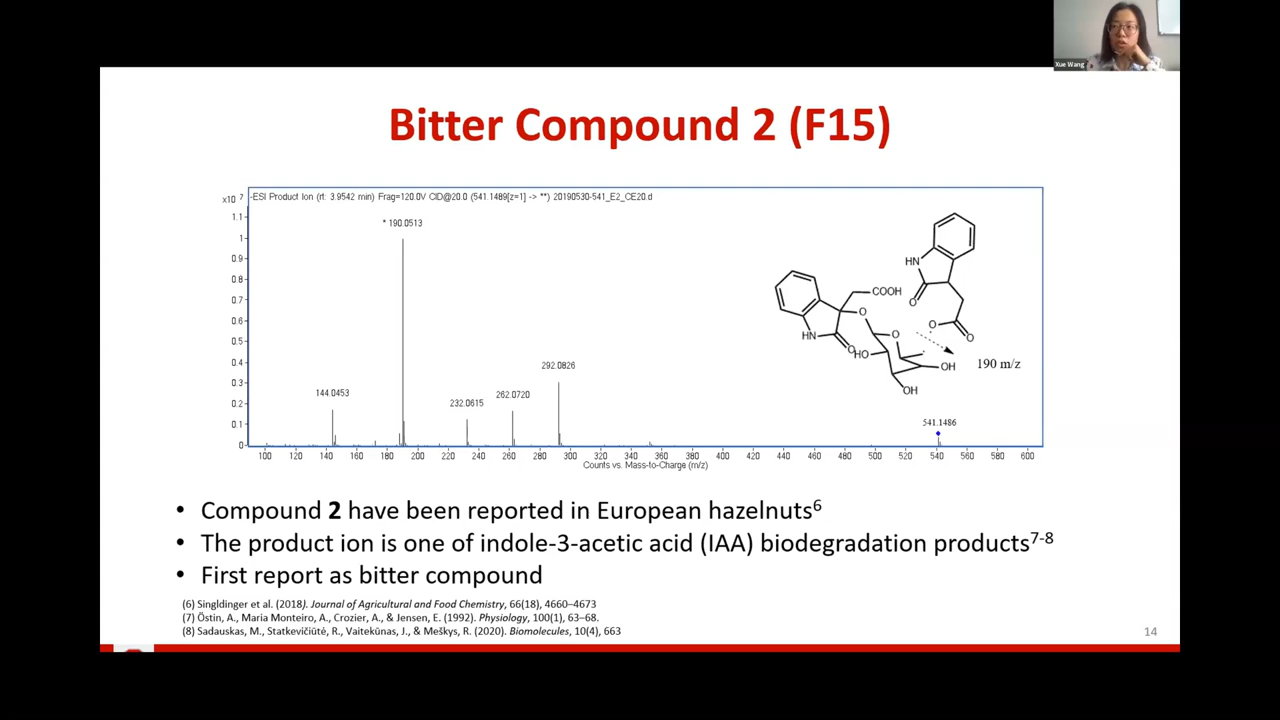 Xue Wang
Bitter Compound 2 (F15)
x10 7
-ESI Product Ion (rt: 3.9542 min) Frag=120.0V CID@20.0 (541.1489[z=1] -> **) 20190530-541_E2_CE20.d
1.1
1
0.9
0.8
0.7
0.6
0.5
0.4
0.3
0.2
0.1
0
* 190.0513
144.0453
232.0615
262.0720
292.0826
541.1486
HN
O
O
O
COOH
O
HN
O
O
HO
OH
OH
190 m/z
100 120 140 160 180 200 220 240 260 280 300 320 340 360 380 400 420 440 460 480 500 520 540 560 580 600
Counts vs. Mass-to-Charge (m/z)
• Compound 2 have been reported in European hazelnuts6
• The product ion is one of indole-3-acetic acid (IAA) biodegradation products7-8
• First report as bitter compound
(6) Singldinger et al. (2018). Journal of Agricultural and Food Chemistry, 66(18), 4660–4673
(7) Östin, A., Maria Monteiro, A., Crozier, A., & Jensen, E. (1992). Physiology, 100(1), 63–68.
(8) Sadauskas, M., Statkevičiūtė, R., Vaitekūnas, J., & Meškys, R. (2020). Biomolecules, 10(4), 663
14